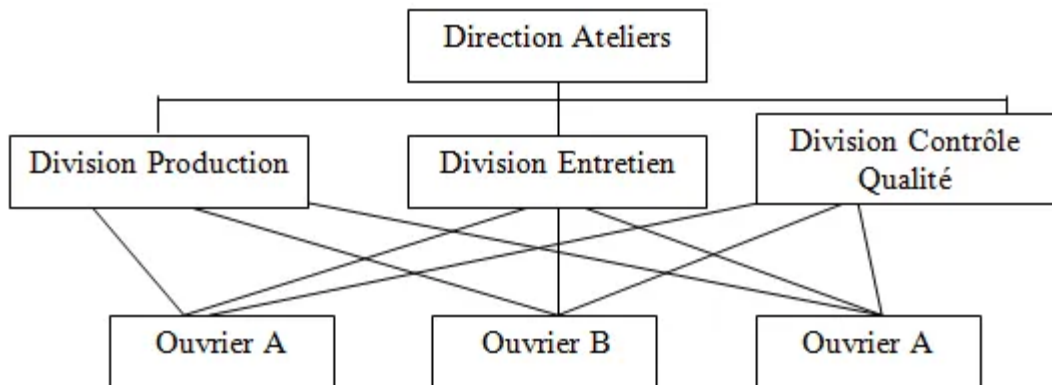 Direction Ateliers
Division Production
Division Entretien
Division Contrôle
Qualité
Ouvrier A
Ouvrier B
Ouvrier A